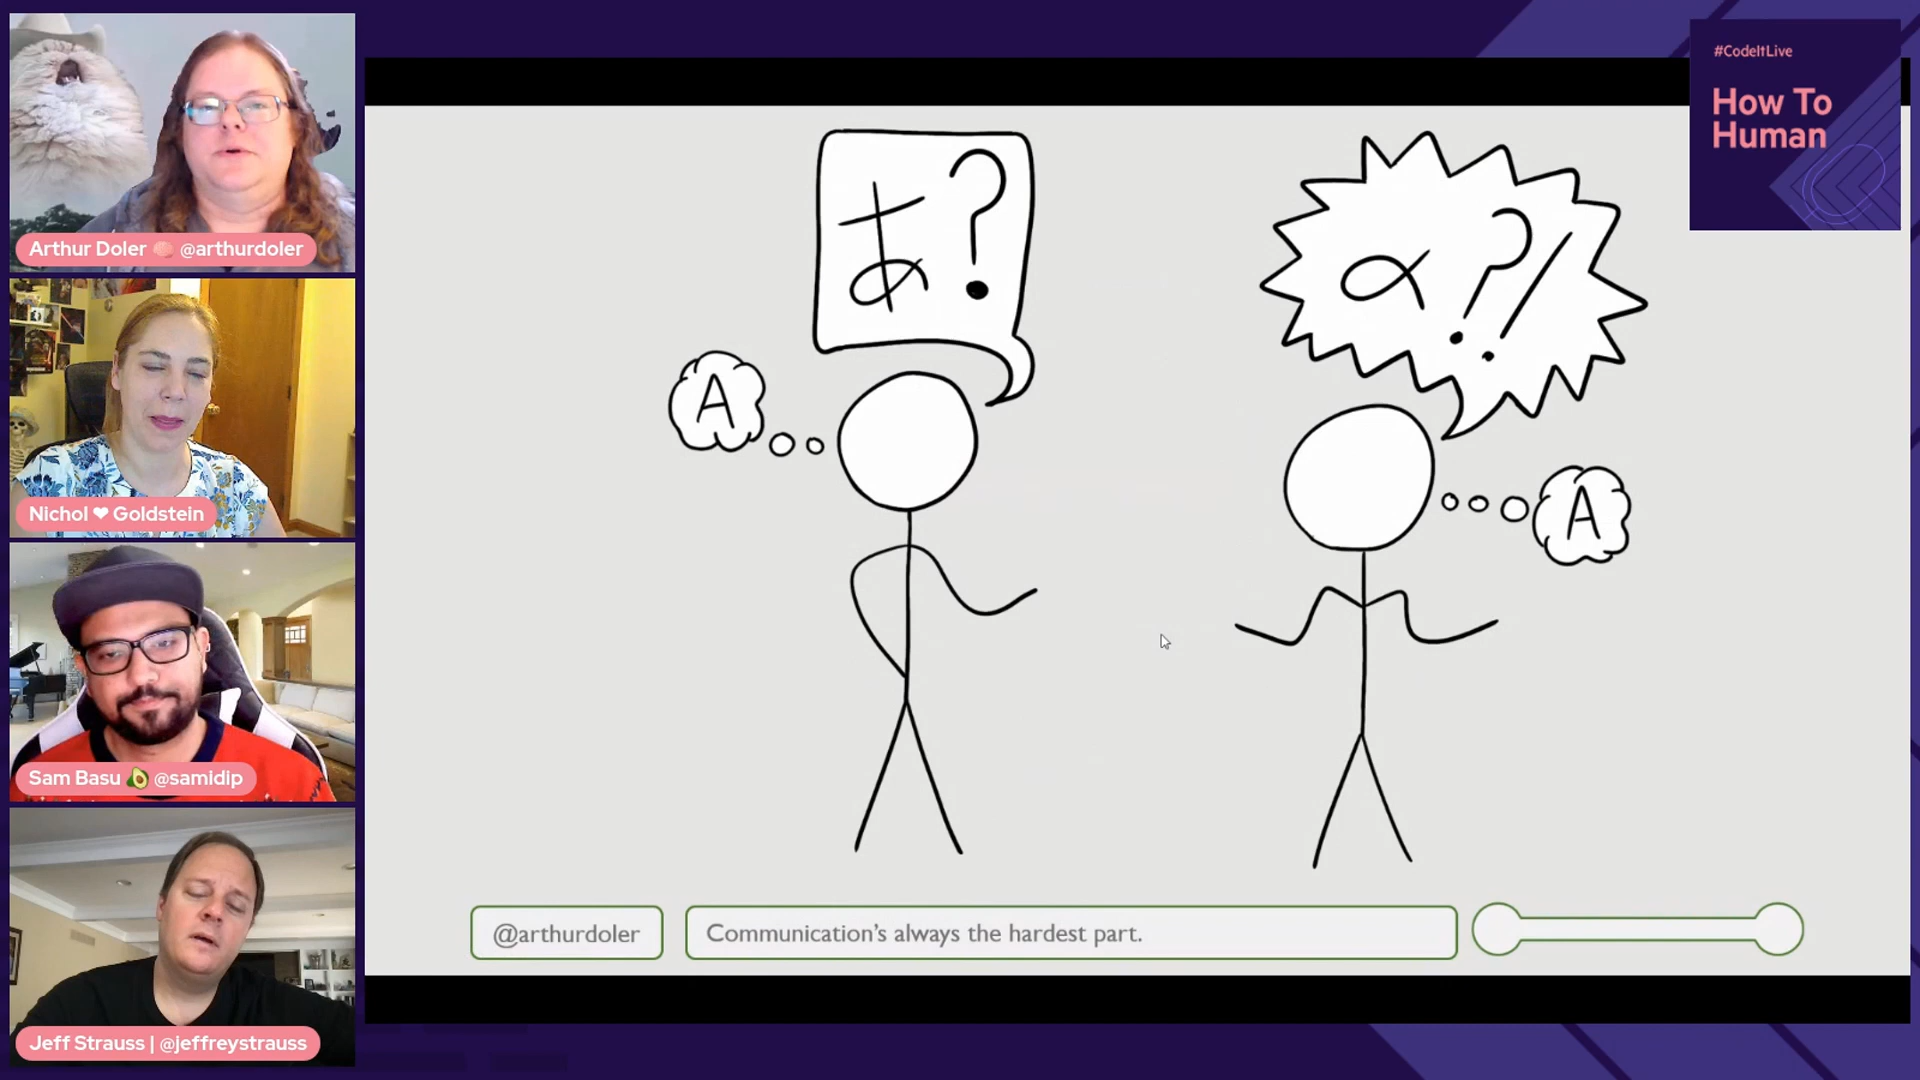 Arthur Doler 🧠 @arthurdoler
Nichol ❤ Goldstein
Sam Basu 🥑 @samidip
Jeff Strauss | @jeffreystrauss
あ?
A
α?!
A
@arthurdoler
Communication's always the hardest part.
#CodeItLive
How To
Human